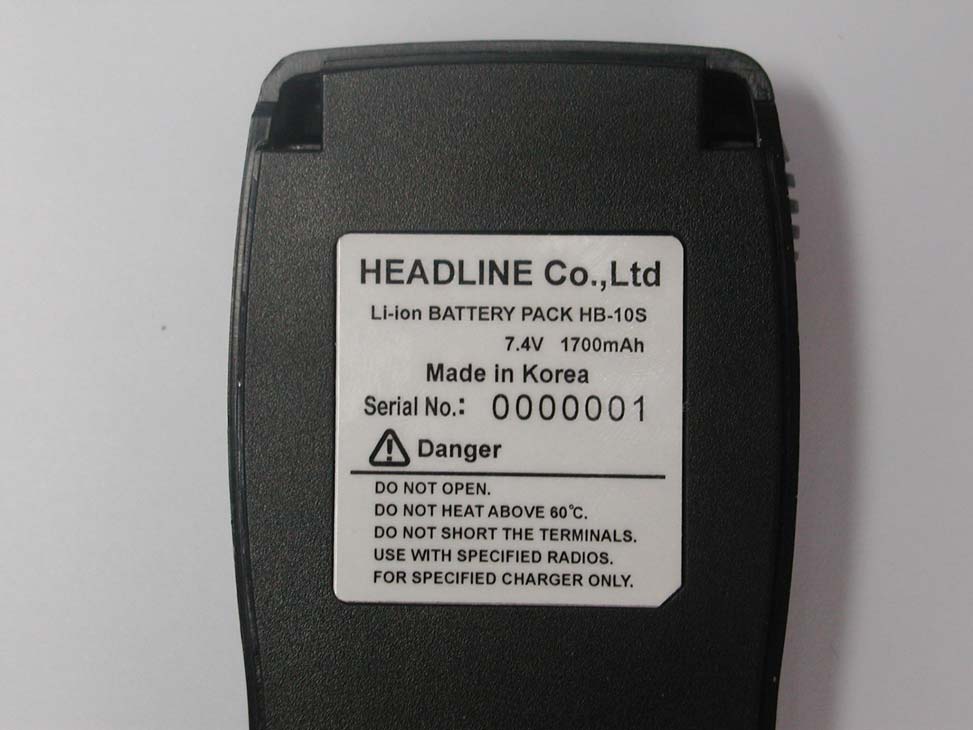 HEADLINE Co.,Ltd
Li-ion BATTERY PACK HB-10S
7.4V 1700mAh
Made in Korea
Serial No.: 0000001
Danger
DO NOT OPEN.
DO NOT HEAT ABOVE 60℃.
DO NOT SHORT THE TERMINALS.
USE WITH SPECIFIED RADIOS.
FOR SPECIFIED CHARGER ONLY.